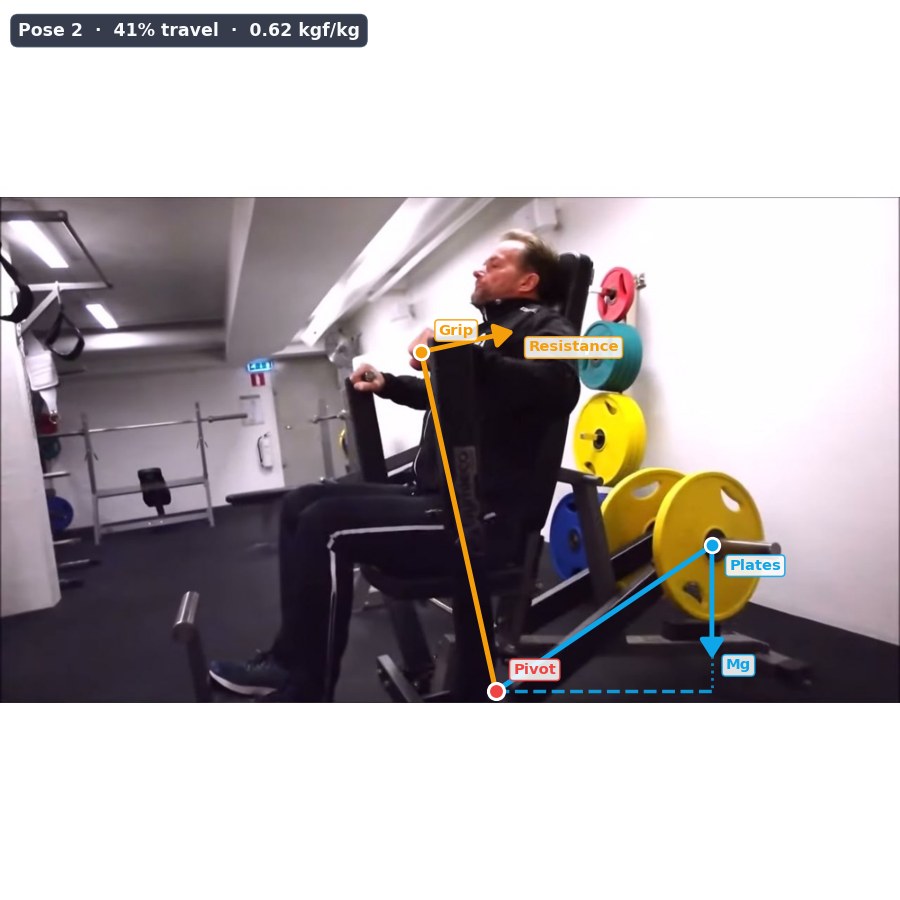 Pose 2 · 41% travel · 0.62 kgf/kg
Grip
Resistance
Plates
Mg
Pivot